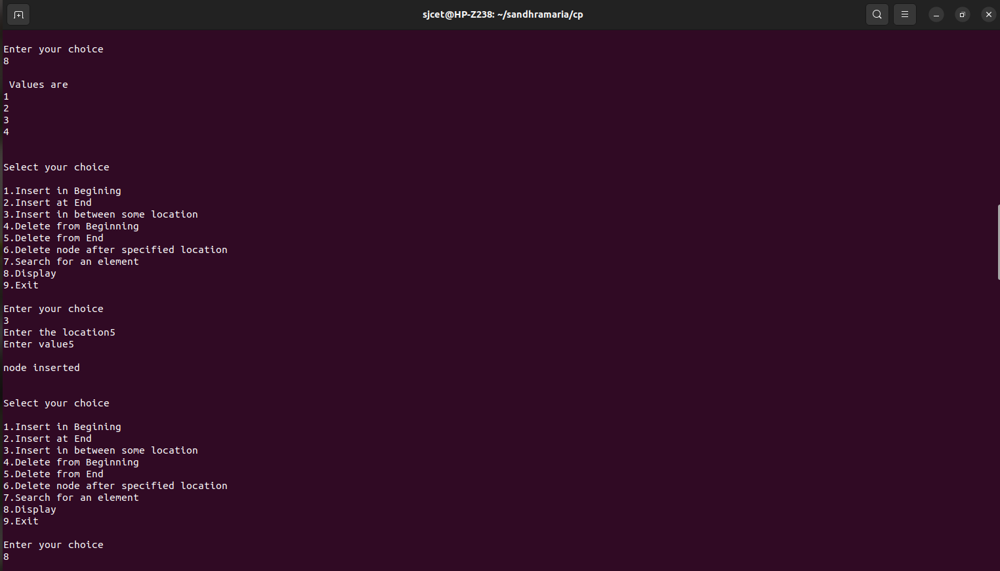 sjcet@HP-Z238: ~/sandhramaria/cp
Enter your choice
8
Values are
1
2
3
4
Select your choice
1.Insert in Begining
2.Insert at End
3.Insert in between some location
4.Delete from Beginning
5.Delete from End
6.Delete node after specified location
7.Search for an element
8.Display
9.Exit
Enter your choice
3
Enter the location5
Enter value5
node inserted
Select your choice
1.Insert in Begining
2.Insert at End
3.Insert in between some location
4.Delete from Beginning
5.Delete from End
6.Delete node after specified location
7.Search for an element
8.Display
9.Exit
Enter your choice
8